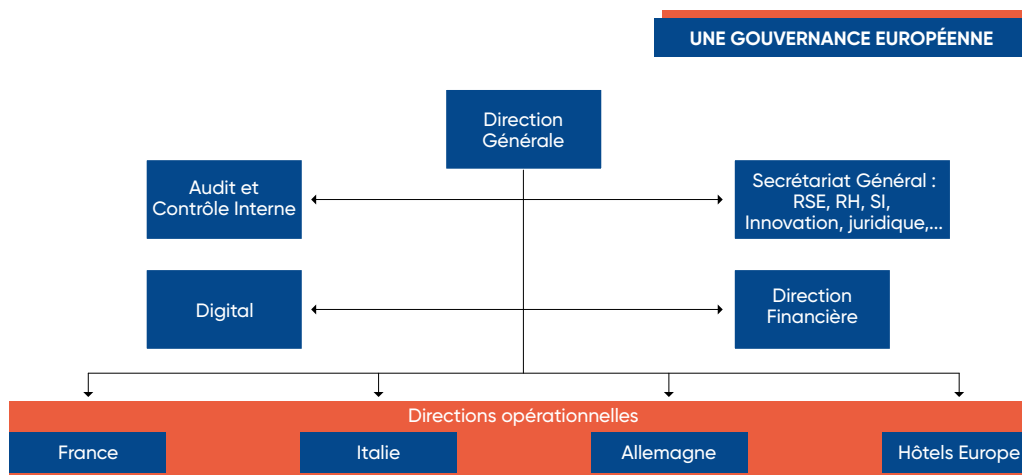 UNE GOUVERNANCE EUROPÉENNE
Direction
Générale
Audit et
Contrôle Interne
Secrétariat Général :
RSE, RH, SI,
Innovation, juridique,...
Digital
Direction
Financière
Directions opérationnelles
France
Italie
Allemagne
Hôtels Europe